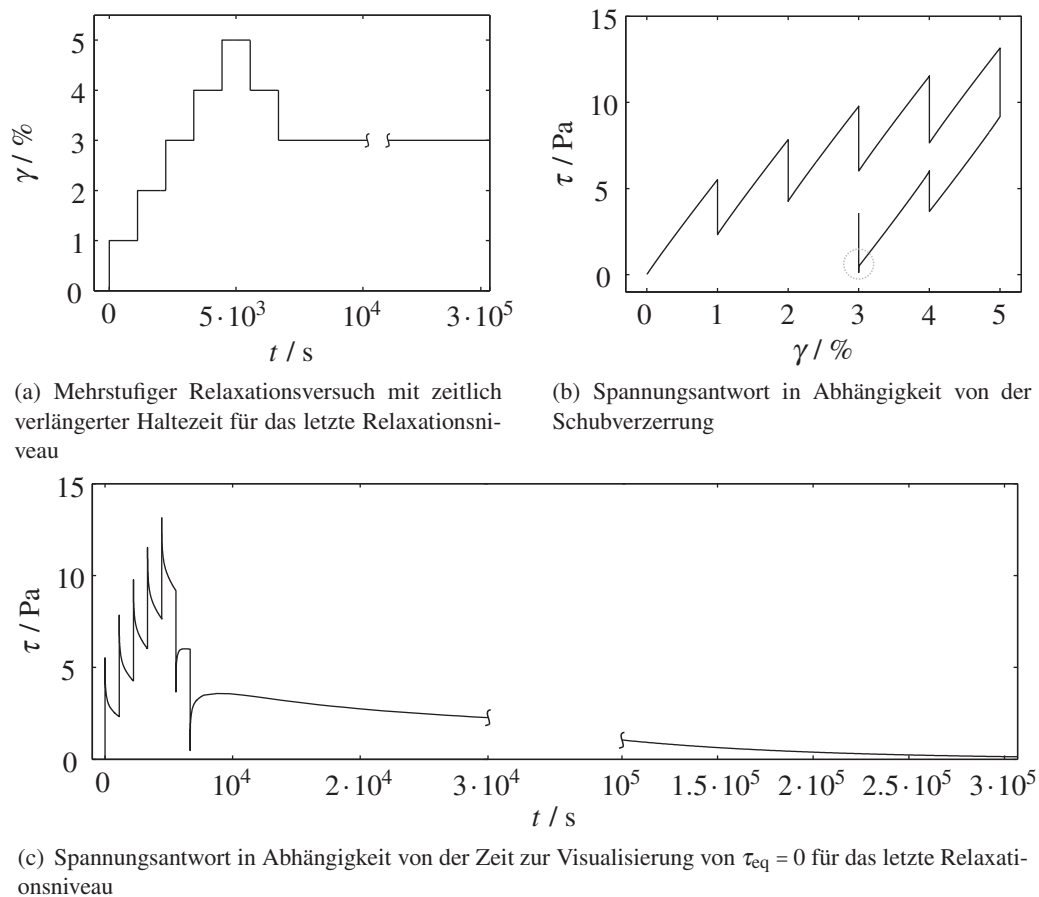 5
4
3
2
1
0
γ / %
0
5·10³
10⁴
3·10⁵
t / s
15
10
5
0
τ / Pa
0
1
2
3
4
5
γ / %
(a) Mehrstufiger Relaxationsversuch mit zeitlich
verlängerter Haltezeit für das letzte Relaxationsni-
veau
(b) Spannungsantwort in Abhängigkeit von der
Schubverzerrung
15
10
5
0
τ / Pa
0
10⁴
2·10⁴
3·10⁴
10⁵
1.5·10⁵
2·10⁵
2.5·10⁵
3·10⁵
t / s
(c) Spannungsantwort in Abhängigkeit von der Zeit zur Visualisierung von τeq = 0 für das letzte Relaxati-
onsniveau